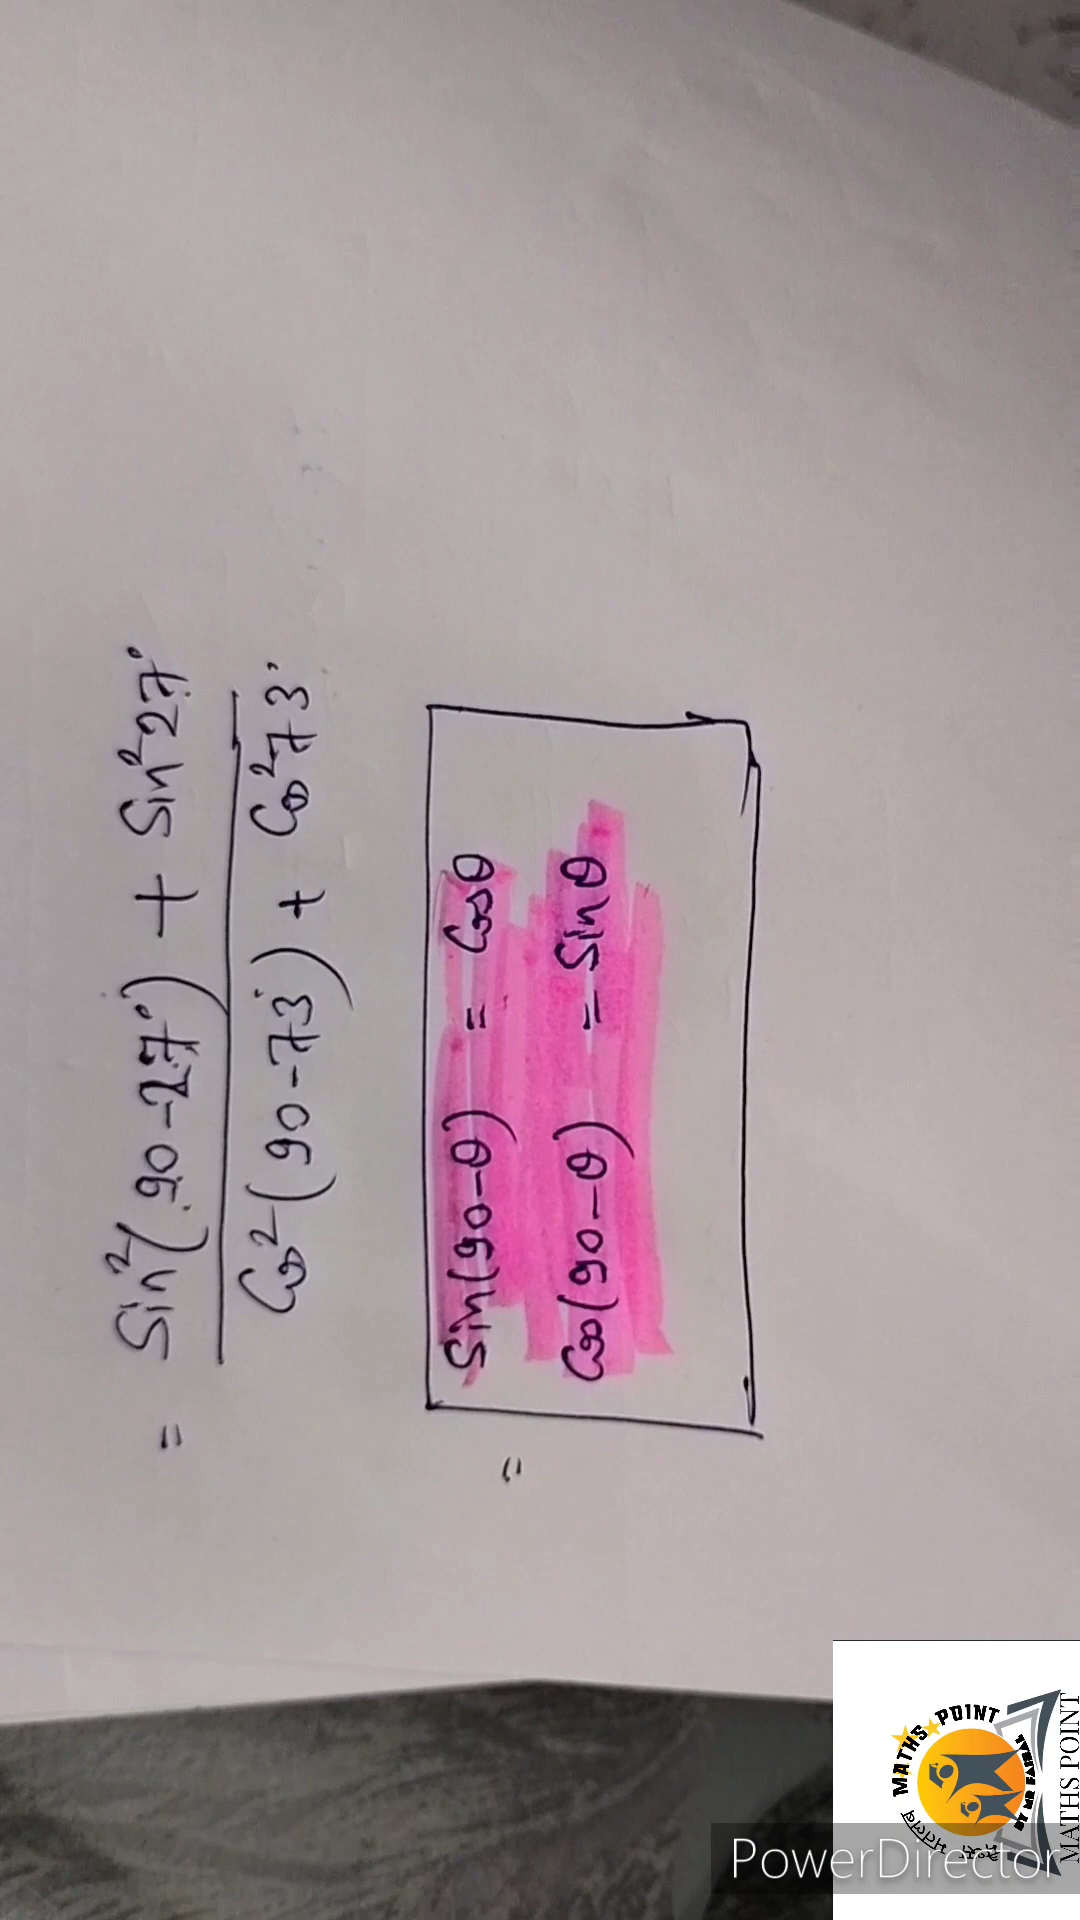 = Sin²(90-27°) + Sin²27°
Cos²(90-73°) + Cos²73°
Sin(90-θ) = Cosθ
=
Cos(90-θ) = Sinθ
MATHS POINT
MATHS POINT
PowerDirector